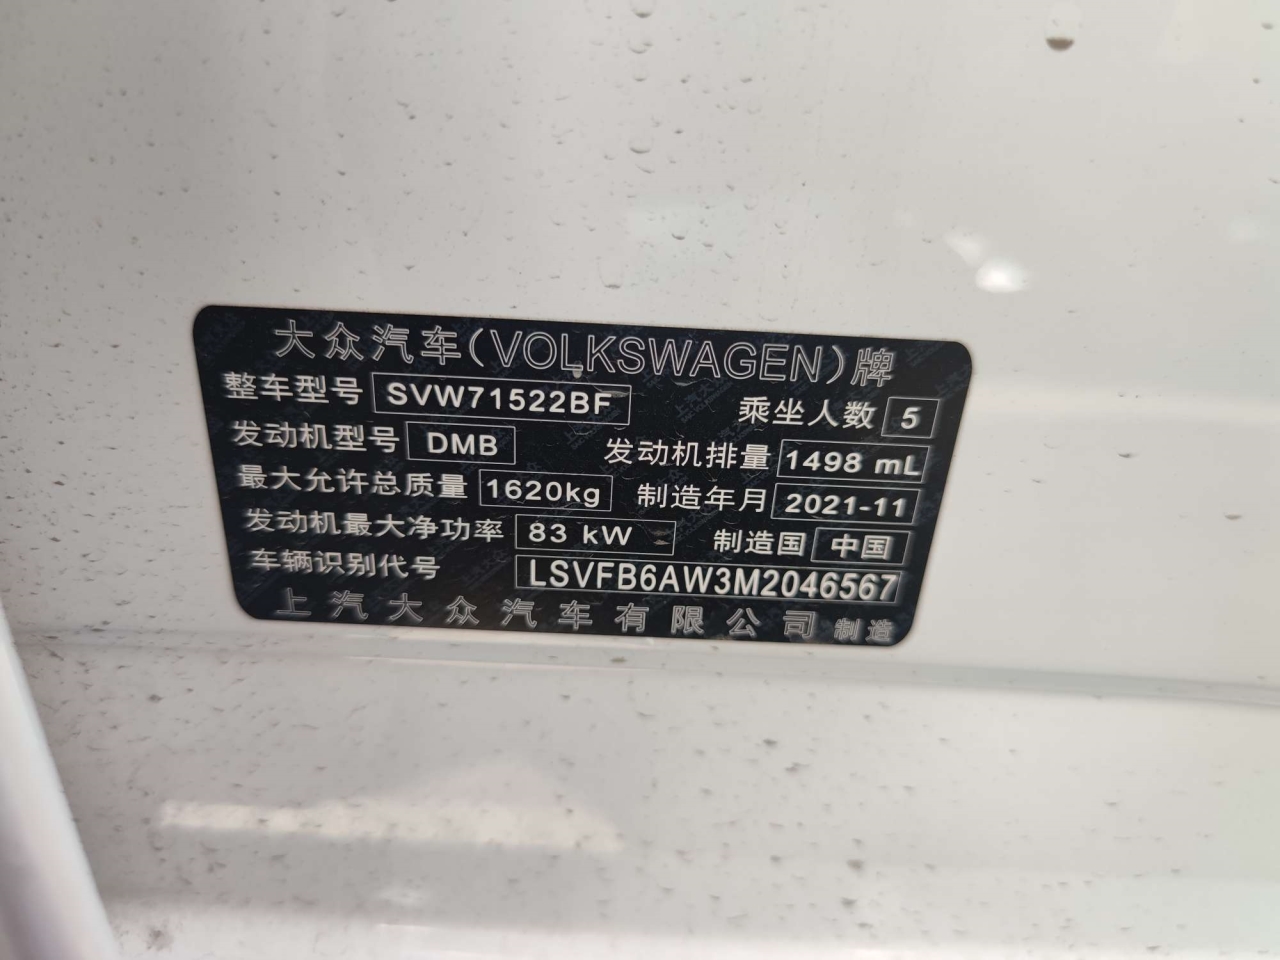 大众汽车(VOLKSWAGEN)牌
整车型号 SVW71522BF 乘坐人数 5
发动机型号 DMB 发动机排量 1498 mL
最大允许总质量 1620kg 制造年月 2021-11
发动机最大净功率 83 kW 制造国 中国
车辆识别代号 LSVFB6AW3M2046567
上汽大众汽车有限公司 制造